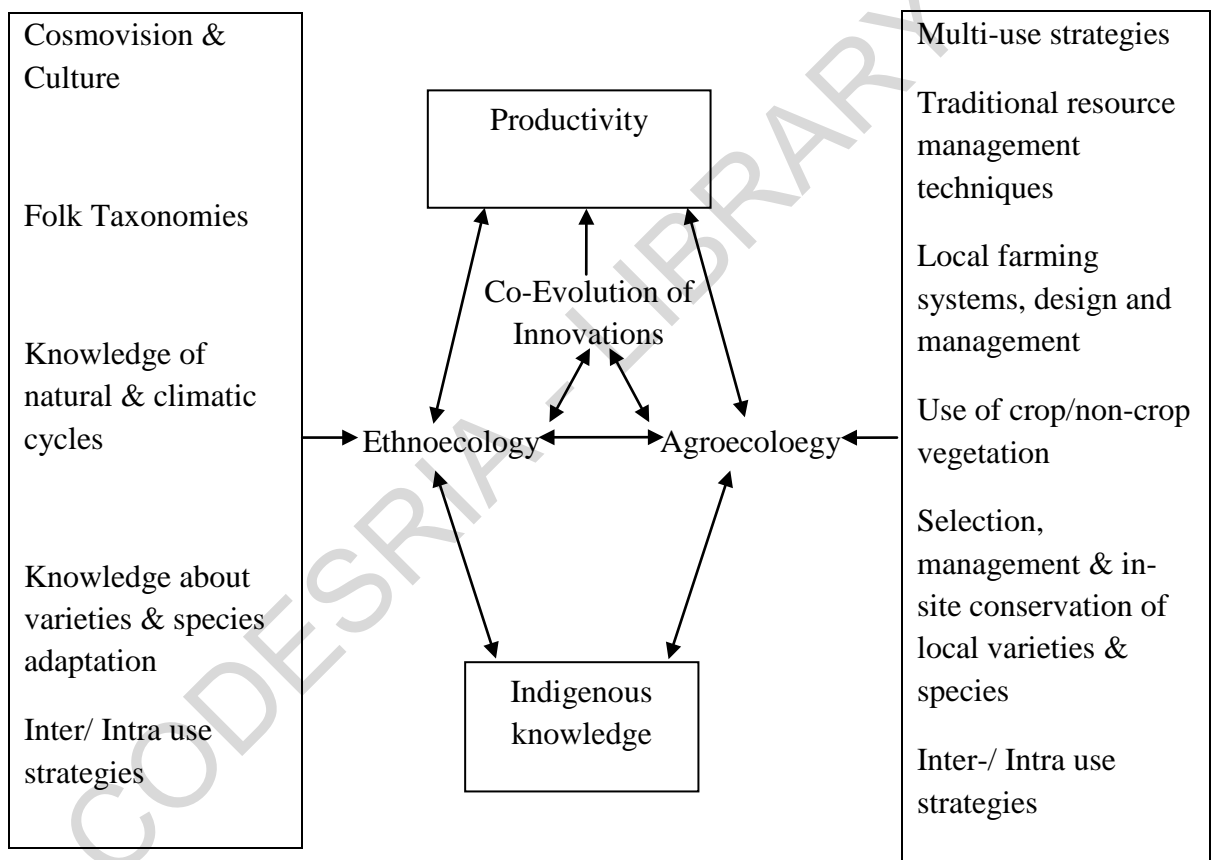 Cosmovision &
Culture
Folk Taxonomies
Knowledge of
natural & climatic
cycles
Knowledge about
varieties & species
adaptation
Inter/ Intra use
strategies
Productivity
Co-Evolution of
Innovations
Ethnoecology
Agroecoloegy
Indigenous
knowledge
Multi-use strategies
Traditional resource
management
techniques
Local farming
systems, design and
management
Use of crop/non-crop
vegetation
Selection,
management & in-
site conservation of
local varieties &
species
Inter-/ Intra use
strategies
CODESRIA - LIBRARY